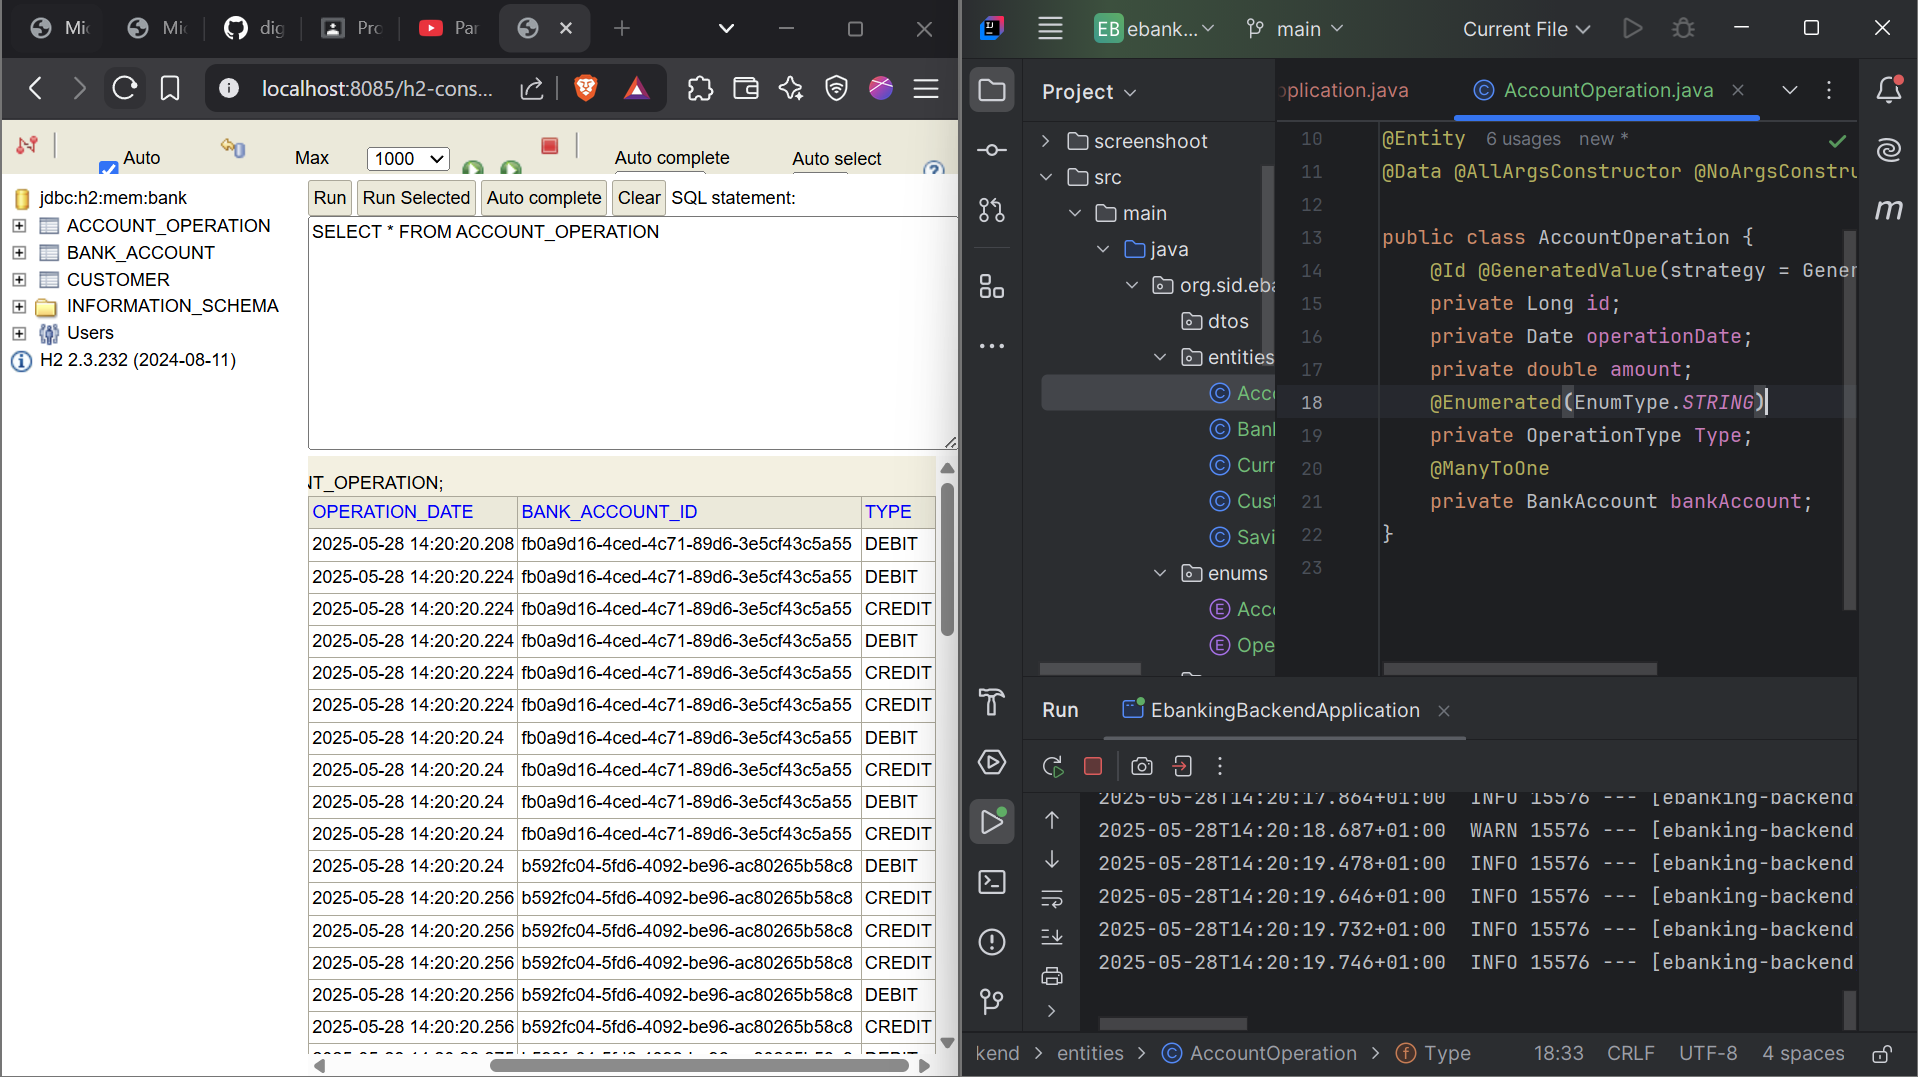 Mi
Mi
dig
Pro
Par
localhost:8085/h2-cons...
Auto
Max
1000
Auto complete
Auto select
jdbc:h2:mem:bank
ACCOUNT_OPERATION
BANK_ACCOUNT
CUSTOMER
INFORMATION_SCHEMA
Users
H2 2.3.232 (2024-08-11)
Run Run Selected Auto complete Clear SQL statement:
SELECT * FROM ACCOUNT_OPERATION
NT_OPERATION;
OPERATION_DATE BANK_ACCOUNT_ID TYPE
2025-05-28 14:20:20.208 fb0a9d16-4ced-4c71-89d6-3e5cf43c5a55 DEBIT
2025-05-28 14:20:20.224 fb0a9d16-4ced-4c71-89d6-3e5cf43c5a55 DEBIT
2025-05-28 14:20:20.224 fb0a9d16-4ced-4c71-89d6-3e5cf43c5a55 CREDIT
2025-05-28 14:20:20.224 fb0a9d16-4ced-4c71-89d6-3e5cf43c5a55 DEBIT
2025-05-28 14:20:20.224 fb0a9d16-4ced-4c71-89d6-3e5cf43c5a55 CREDIT
2025-05-28 14:20:20.224 fb0a9d16-4ced-4c71-89d6-3e5cf43c5a55 CREDIT
2025-05-28 14:20:20.24 fb0a9d16-4ced-4c71-89d6-3e5cf43c5a55 DEBIT
2025-05-28 14:20:20.24 fb0a9d16-4ced-4c71-89d6-3e5cf43c5a55 CREDIT
2025-05-28 14:20:20.24 fb0a9d16-4ced-4c71-89d6-3e5cf43c5a55 DEBIT
2025-05-28 14:20:20.24 fb0a9d16-4ced-4c71-89d6-3e5cf43c5a55 CREDIT
2025-05-28 14:20:20.24 b592fc04-5fd6-4092-be96-ac80265b58c8 DEBIT
2025-05-28 14:20:20.256 b592fc04-5fd6-4092-be96-ac80265b58c8 CREDIT
2025-05-28 14:20:20.256 b592fc04-5fd6-4092-be96-ac80265b58c8 CREDIT
2025-05-28 14:20:20.256 b592fc04-5fd6-4092-be96-ac80265b58c8 CREDIT
2025-05-28 14:20:20.256 b592fc04-5fd6-4092-be96-ac80265b58c8 DEBIT
2025-05-28 14:20:20.256 b592fc04-5fd6-4092-be96-ac80265b58c8 CREDIT
EB ebank... main Current File
Project
screenshoot
src
main
java
org.sid.eba
dtos
entities
Acco
Bank
Curr
Cust
Savi
enums
Acco
Ope
plication.java AccountOperation.java
10 @Entity 6 usages new *
11 @Data @AllArgsConstructor @NoArgsConstru
12
13 public class AccountOperation {
14 @Id @GeneratedValue(strategy = Gener
15 private Long id;
16 private Date operationDate;
17 private double amount;
18 @Enumerated(EnumType.STRING)
19 private OperationType Type;
20 @ManyToOne
21 private BankAccount bankAccount;
22 }
23
Run EbankingBackendApplication
2025-05-28T14:20:17.864+01:00 INFO 15576 --- [ebanking-backend
2025-05-28T14:20:18.687+01:00 WARN 15576 --- [ebanking-backend
2025-05-28T14:20:19.478+01:00 INFO 15576 --- [ebanking-backend
2025-05-28T14:20:19.646+01:00 INFO 15576 --- [ebanking-backend
2025-05-28T14:20:19.732+01:00 INFO 15576 --- [ebanking-backend
2025-05-28T14:20:19.746+01:00 INFO 15576 --- [ebanking-backend
kend > entities > AccountOperation > Type 18:33 CRLF UTF-8 4 spaces